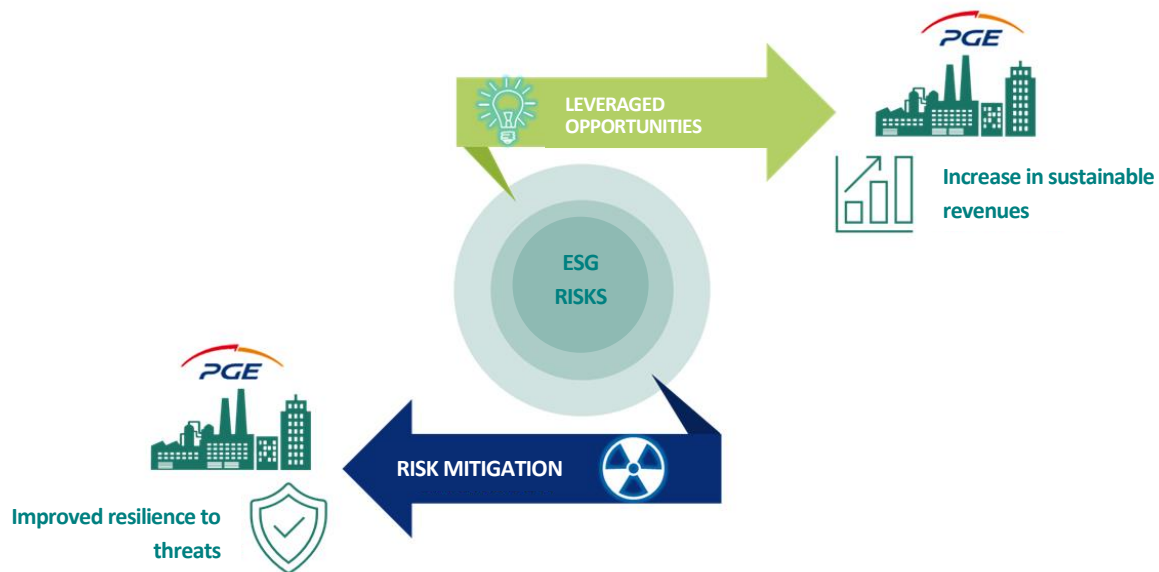 PGE
LEVERAGED
OPPORTUNITIES
Increase in sustainable
revenues
ESG
RISKS
PGE
RISK MITIGATION
Improved resilience to
threats